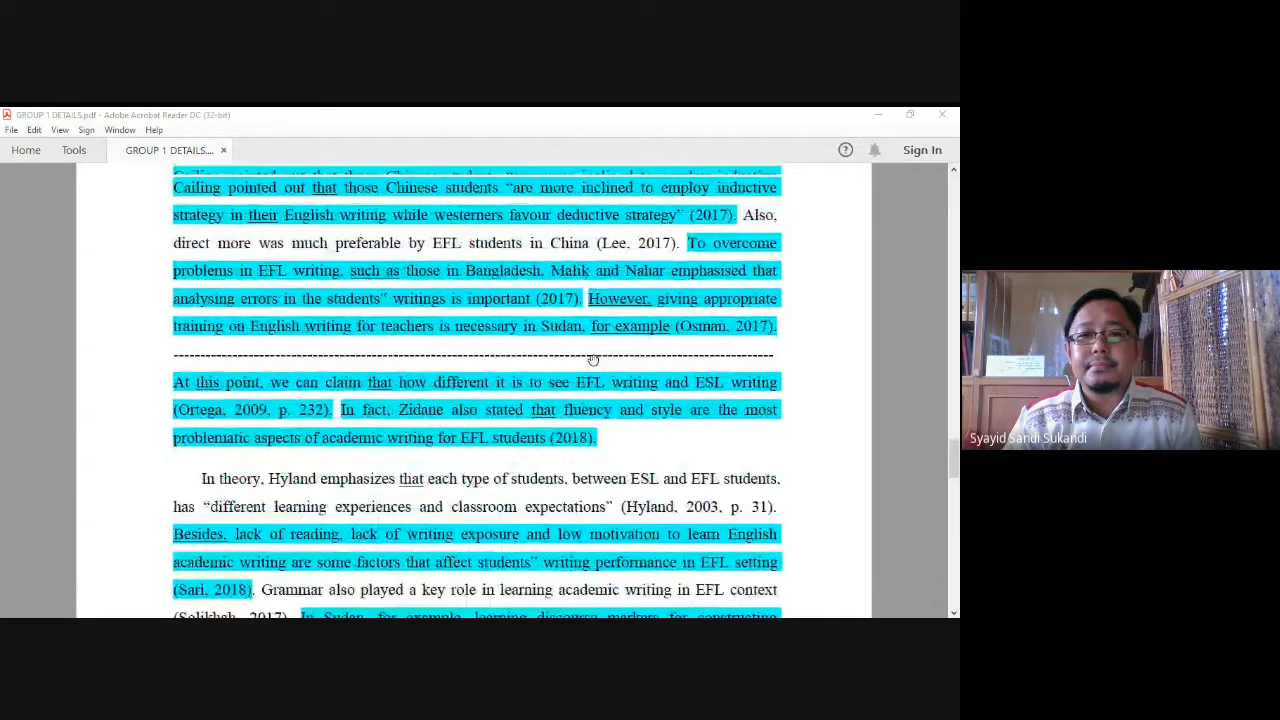 GROUP 1 DETAILS.pdf - Adobe Acrobat Reader DC (32-bit)
File Edit View Sign Window Help
Home Tools GROUP 1 DETAILS.... × Sign In
Cailing pointed out that those Chinese students “are more inclined to employ inductive
strategy in their English writing while westerners favour deductive strategy” (2017). Also,
direct more was much preferable by EFL students in China (Lee, 2017). To overcome
problems in EFL writing, such as those in Bangladesh, Malik and Nahar emphasised that
analysing errors in the students” writings is important (2017). However, giving appropriate
training on English writing for teachers is necessary in Sudan, for example (Osman, 2017).
At this point, we can claim that how different it is to see EFL writing and ESL writing
(Ortega, 2009, p. 232). In fact, Zidane also stated that fluency and style are the most
problematic aspects of academic writing for EFL students (2018).
In theory, Hyland emphasizes that each type of students, between ESL and EFL students,
has “different learning experiences and classroom expectations” (Hyland, 2003, p. 31).
Besides, lack of reading, lack of writing exposure and low motivation to learn English
academic writing are some factors that affect students” writing performance in EFL setting
(Sari, 2018). Grammar also played a key role in learning academic writing in EFL context
(Solikhah, 2017). In Sudan, for example, learning discourse markers for constructing
Syayid Sandi Sukandi